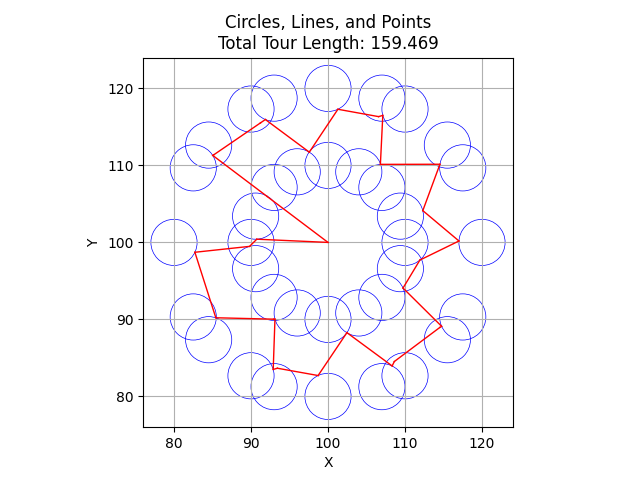 Circles, Lines, and Points
Total Tour Length: 159.469
120
110
100
90
80
Y
80 90 100 110 120
X